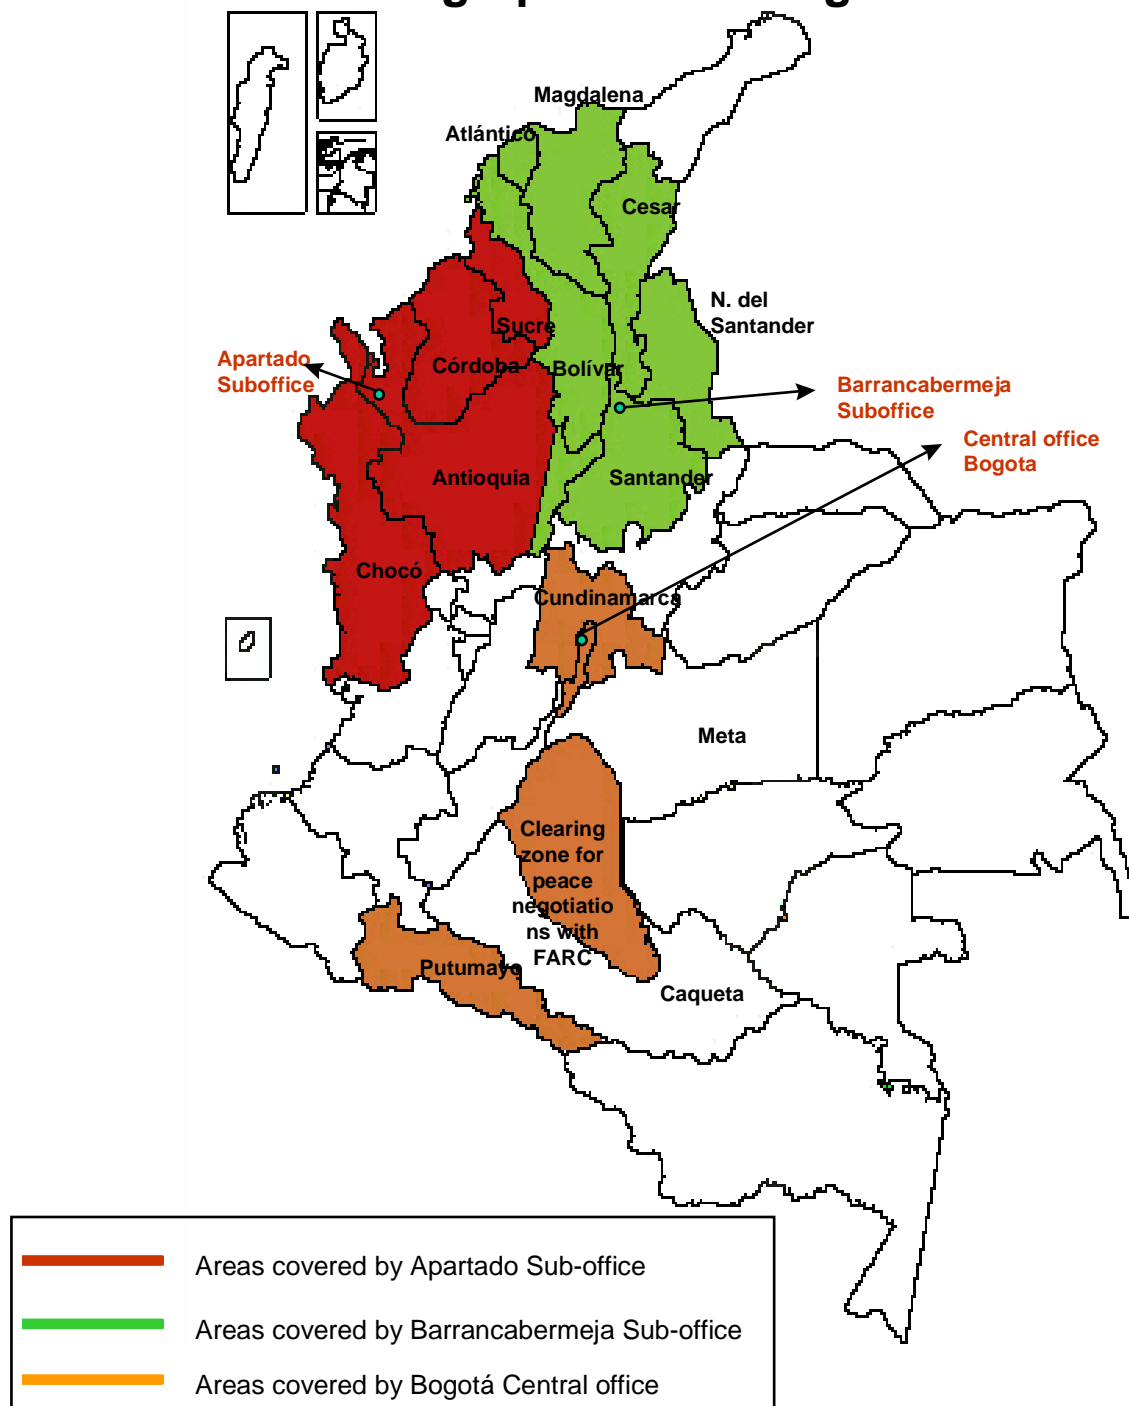 Magdalena
Atlántico
Cesar
N. del
Santander
Sucre
Apartado
Suboffice
Córdoba
Bolívar
Barrancabermeja
Suboffice
Central office
Bogota
Antioquia
Santander
Chocó
Cundinamarca
Meta
Clearing
zone for
peace
negotiatio
ns with
FARC
Putumayo
Caqueta
Areas covered by Apartado Sub-office
Areas covered by Barrancabermeja Sub-office
Areas covered by Bogotá Central office